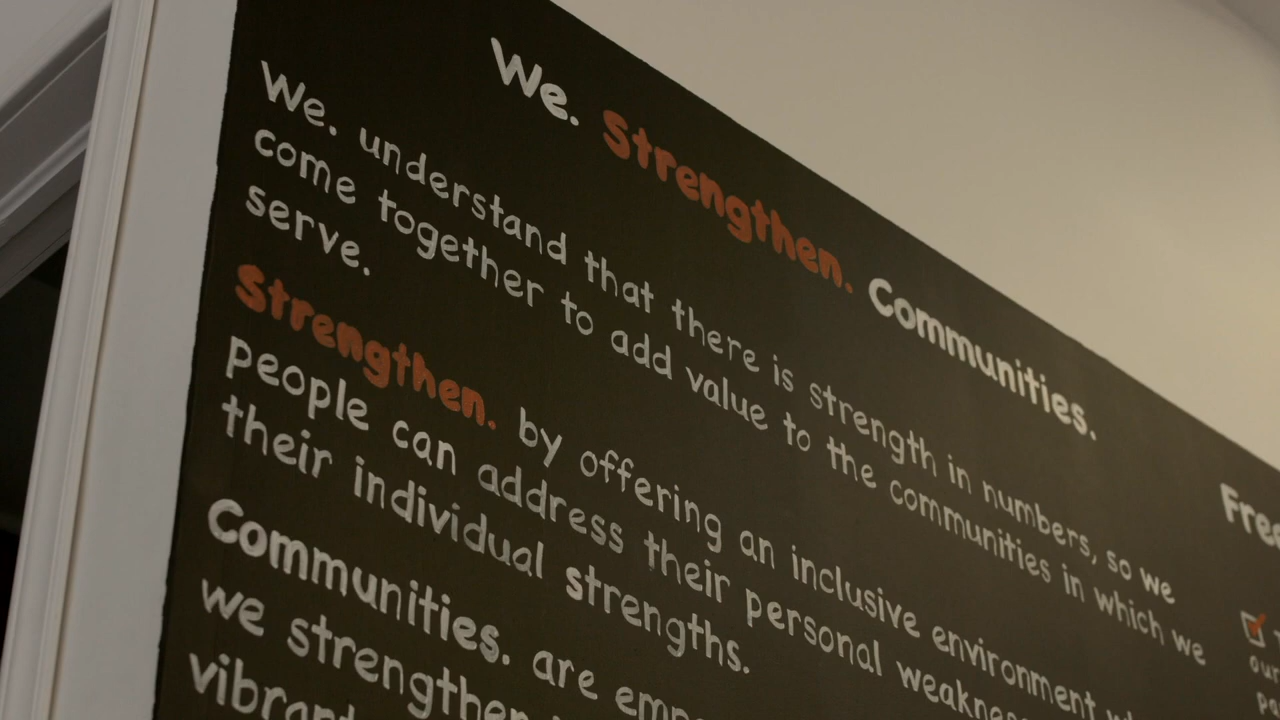 We. Strengthen. Communities.
We. understand that there is strength in numbers, so we
come together to add value to the communities in which we
serve.
Strengthen. by offering an inclusive environment
people can address their personal
their individual strengths.
Communities. are
we strengthen
our